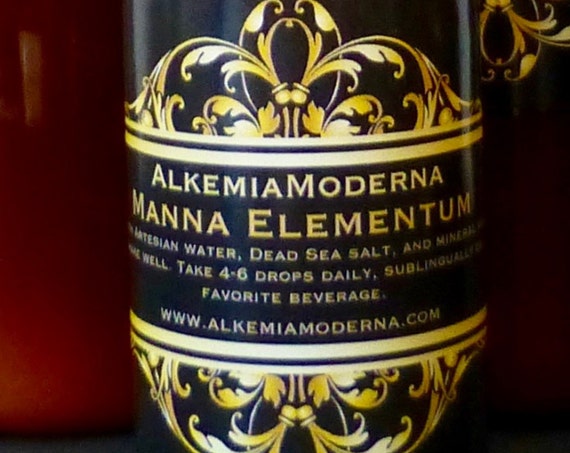 AlkemiaModerna
Manna Elementum
Artesian water, Dead Sea salt, and mineral
well. Take 4-6 drops daily, sublingually
favorite beverage.
www.alkemiamoderna.com